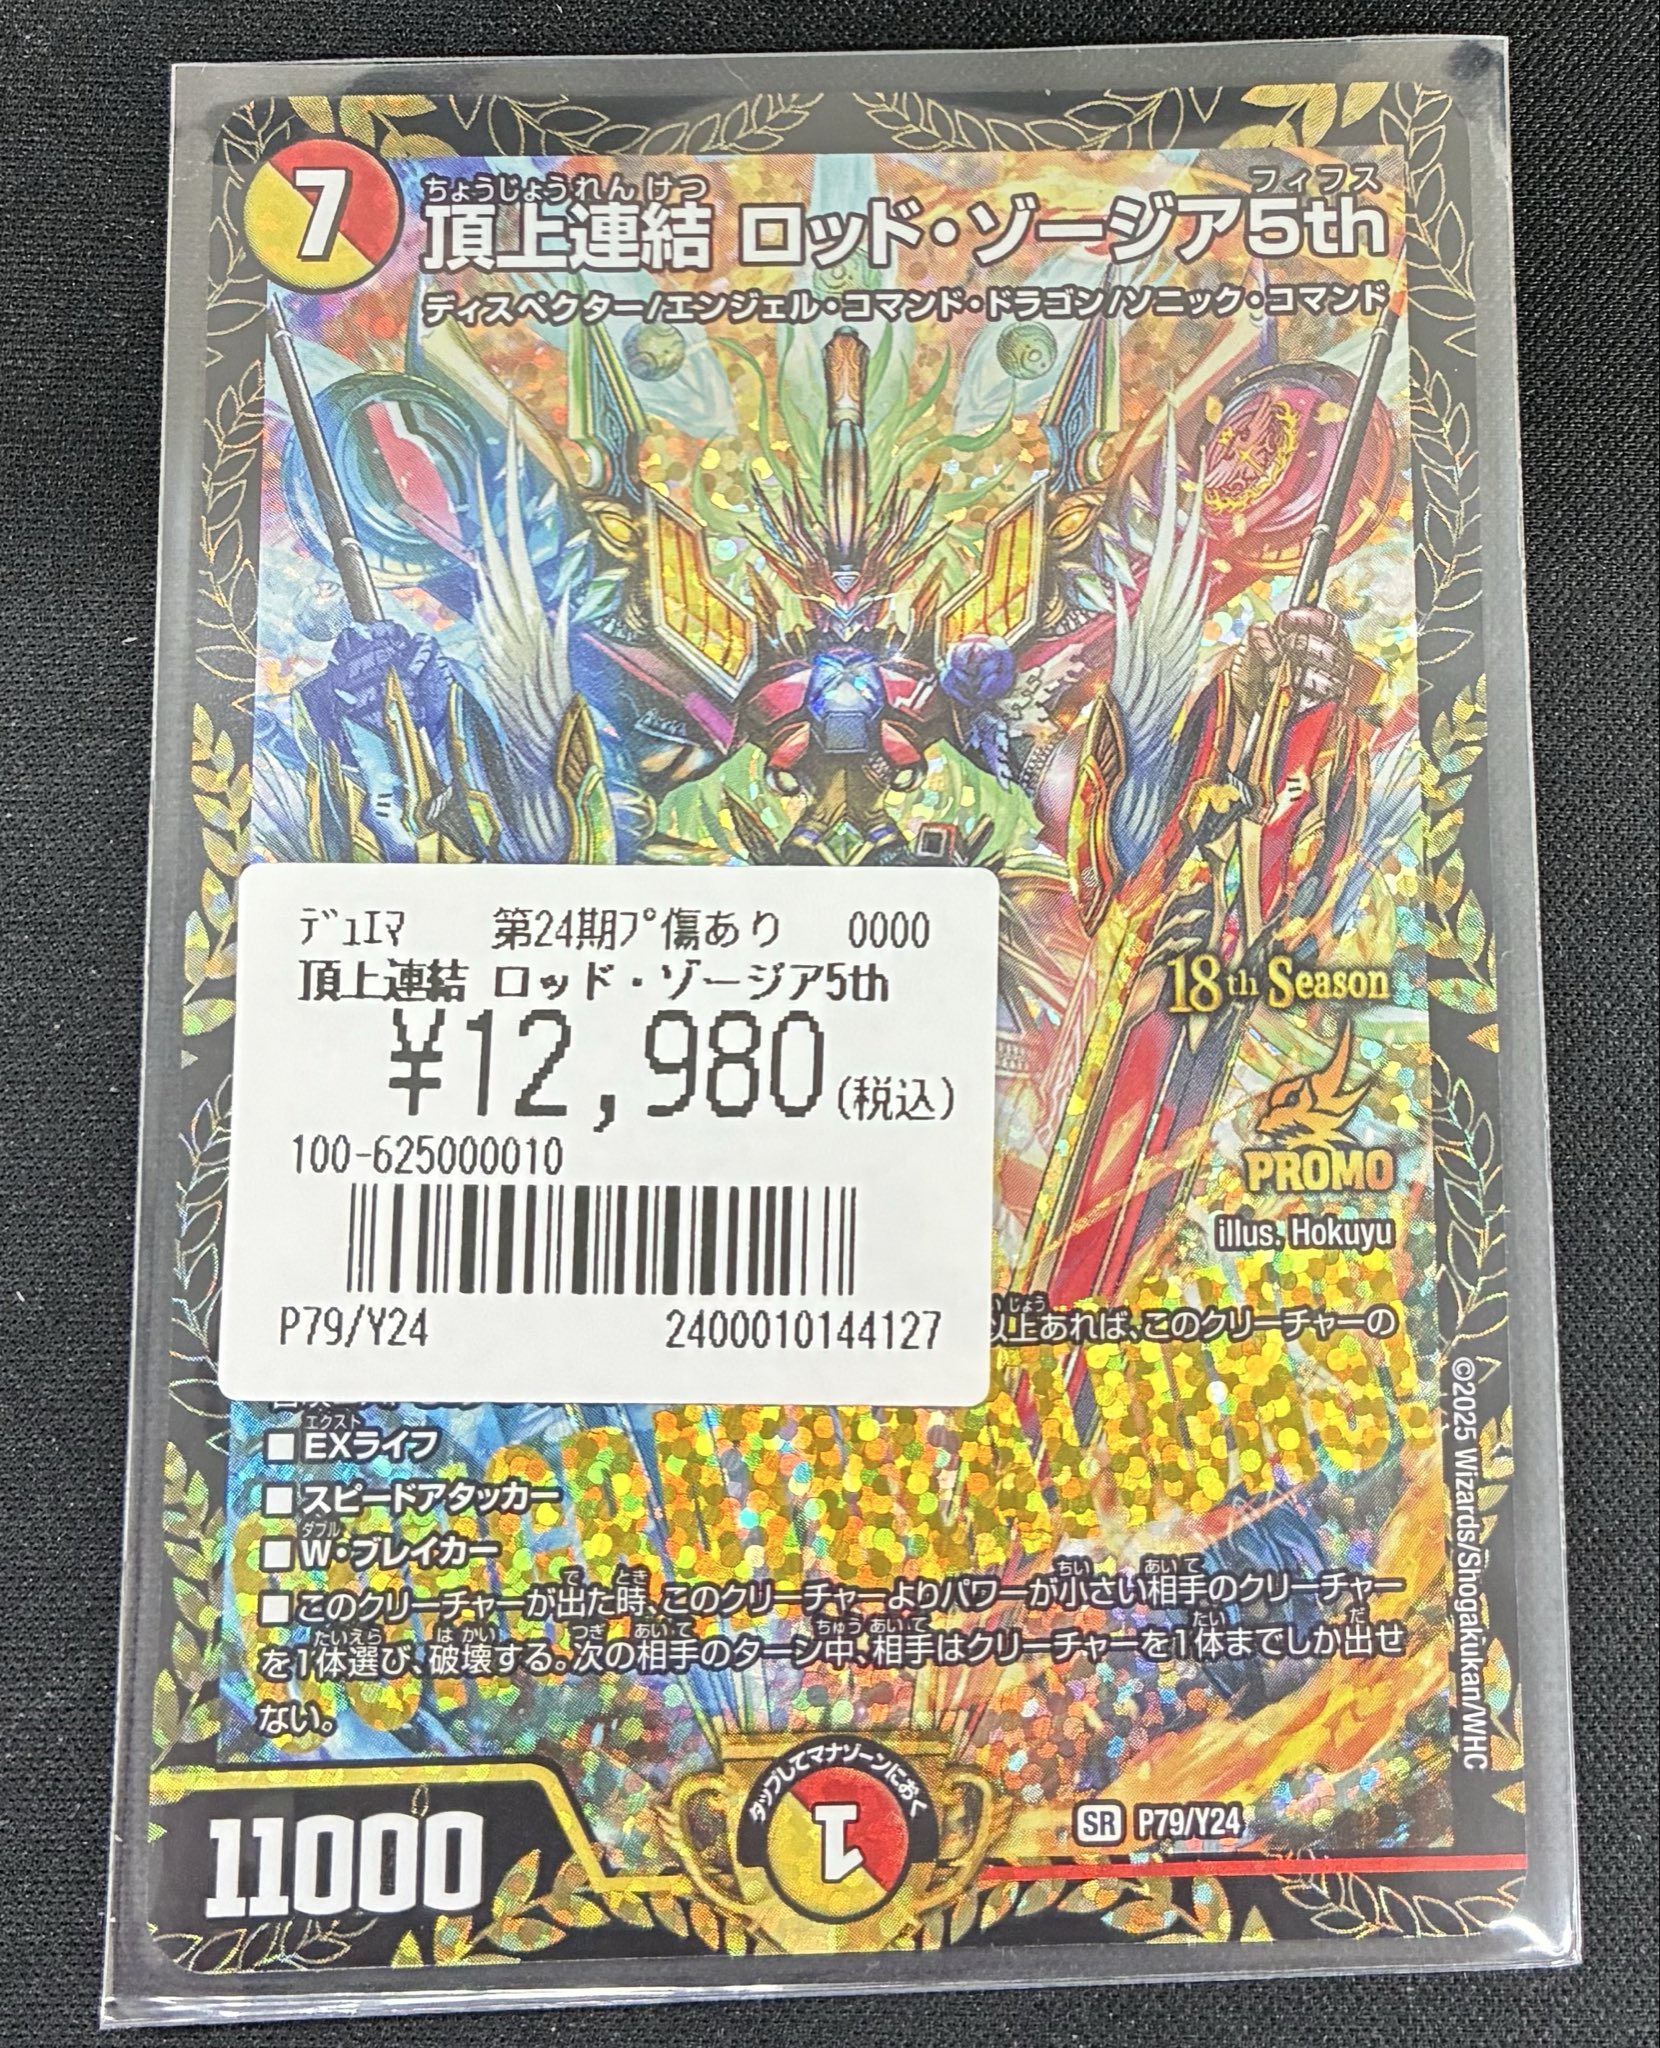 7
ちょうじょうれんけつ フィフス
頂上連結 ロッド・ゾージア5th
ディスペクター/エンジェル・コマンド・ドラゴン/ソニック・コマンド
ﾃﾞｭｴﾏ 第24期ﾌﾟ傷あり 0000
頂上連結 ロッド・ゾージア5th
¥12,980(税込)
100-625000010
P79/Y24 2400010144127
18th Season
PROMO
illus. Hokuyu
以上あれば、このクリーチャーの
■EXライフ
■スピードアタッカー
■W・ブレイカー
■このクリーチャーが出た時、このクリーチャーよりパワーが小さい相手のクリーチャー
を1体選び、破壊する。次の相手のターン中、相手はクリーチャーを1体までしか出せ
ない。
©2025 Wizards/Shogakukan/WHC
11000
タップしてマナゾーンにおく
1
SR P79/Y24